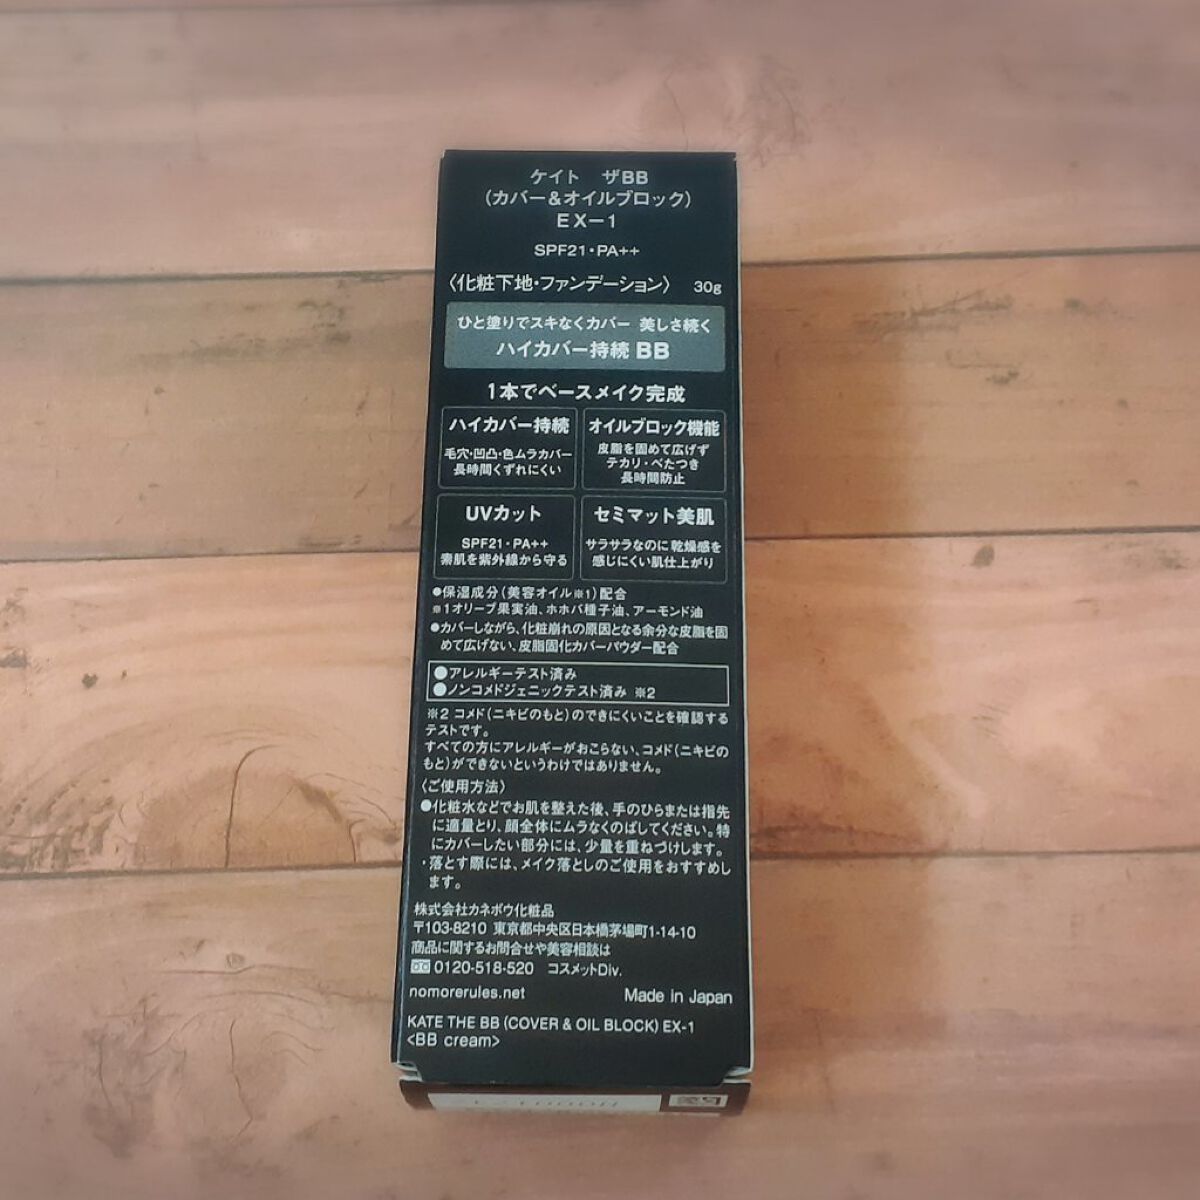 ケイト ザBB
(カバー&オイルブロック)
EX-1
SPF21・PA++
〈化粧下地・ファンデーション〉 30g
ひと塗りでスキなくカバー 美しさ続く
ハイカバー持続 BB
1本でベースメイク完成
ハイカバー持続
毛穴・凹凸・色ムラカバー
長時間くずれにくい
オイルブロック機能
皮脂を固めて広げず
テカリ・べたつき
長時間防止
UVカット
SPF21・PA++
素肌を紫外線から守る
セミマット美肌
サラサラなのに乾燥感を
感じにくい肌仕上がり
●保湿成分(美容オイル※1)配合
※1オリーブ果実油、ホホバ種子油、アーモンド油
●カバーしながら、化粧崩れの原因となる余分な皮脂を固
めて広げない、皮脂固化カバーパウダー配合
●アレルギーテスト済み
●ノンコメドジェニックテスト済み ※2
※2 コメド(ニキビのもと)のできにくいことを確認する
テストです。
すべての方にアレルギーがおこらない、コメド(ニキビの
もと)ができないというわけではありません。
〈ご使用方法〉
●化粧水などでお肌を整えた後、手のひらまたは指先
に適量とり、顔全体にムラなくのばしてください。特
にカバーしたい部分には、少量を重ねづけします。
・落とす際には、メイク落としのご使用をおすすめし
ます。
株式会社カネボウ化粧品
〒103-8210 東京都中央区日本橋茅場町1-14-10
商品に関するお問合せや美容相談は
0120-518-520 コスメットDiv.
nomorerules.net Made in Japan
KATE THE BB (COVER & OIL BLOCK) EX-1
<BB cream>